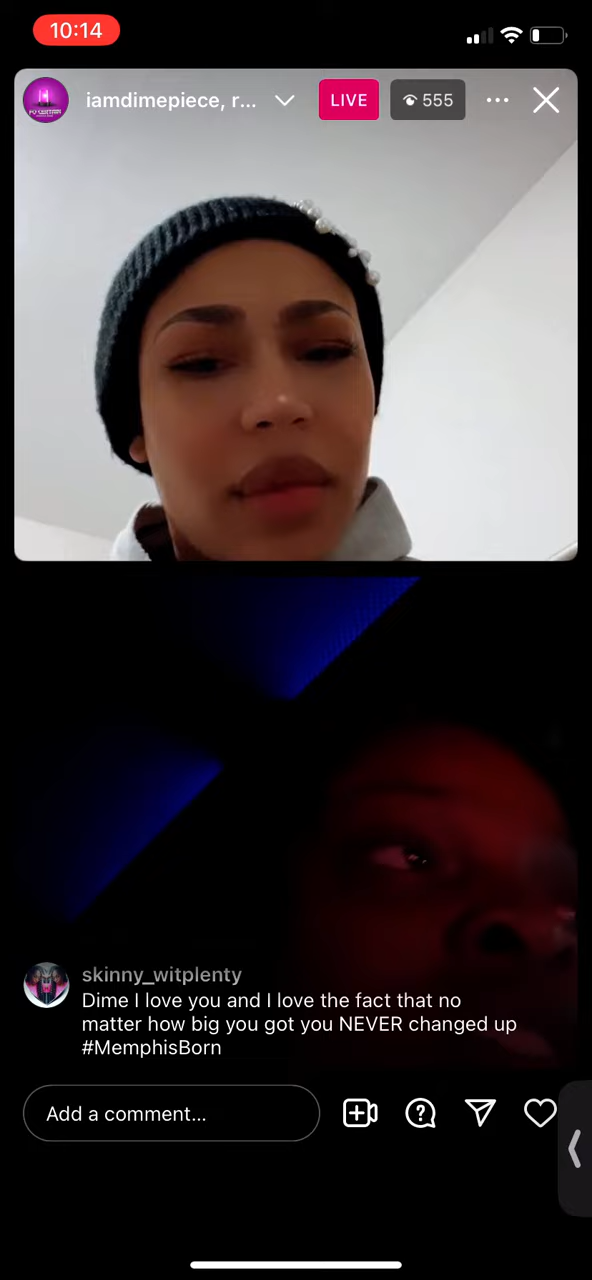 10:14
iamdimepiece, r...
LIVE
555
skinny_witplenty
Dime I love you and I love the fact that no
matter how big you got you NEVER changed up
#MemphisBorn
Add a comment...